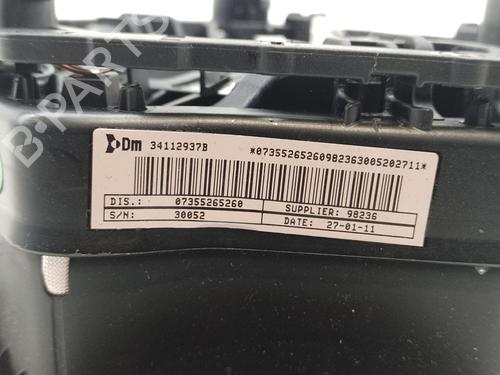 B-PARTS
Dm 34112937B *07355265260982363005202711*
DIS.: 07355265260 SUPPLIER: 98236
S/N: 30052 DATE: 27-01-11